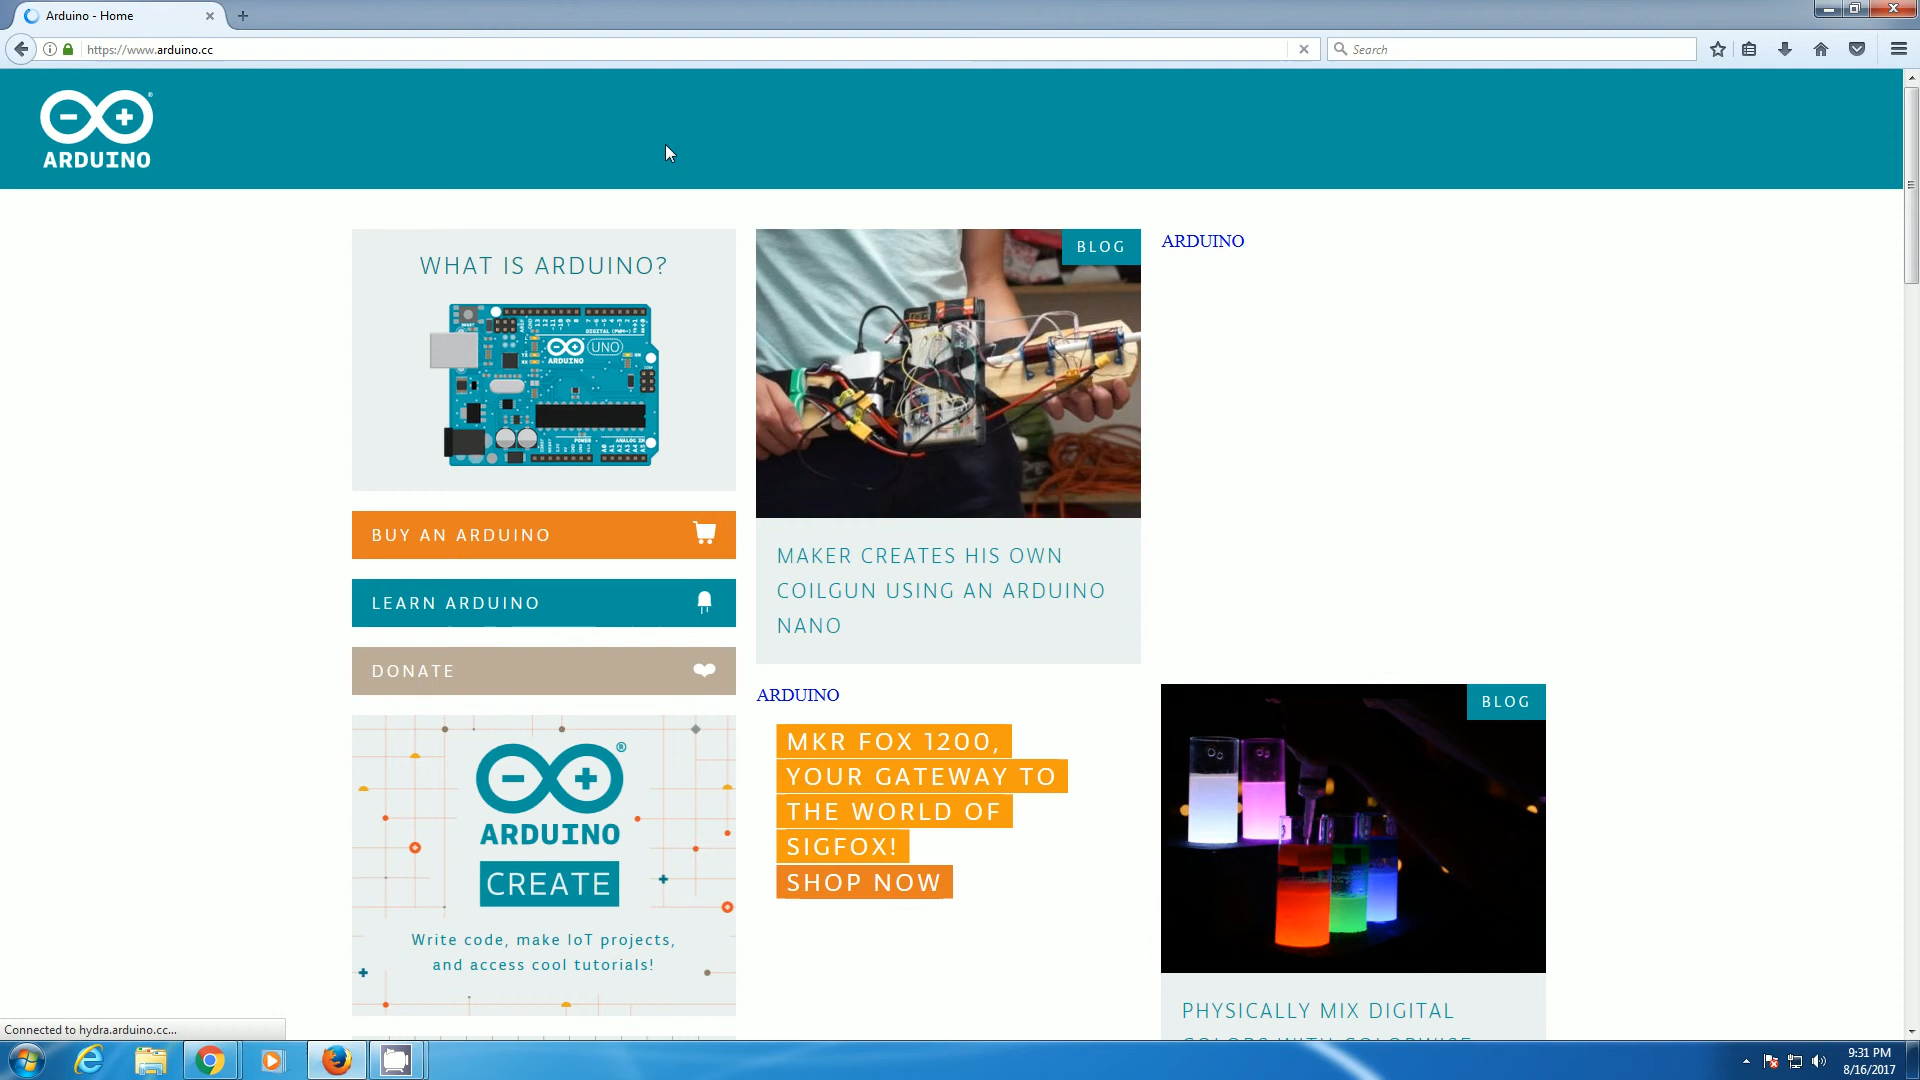 Arduino - Home
https://www.arduino.cc
Search
ARDUINO
WHAT IS ARDUINO?
ARDUINO
UNO
BUY AN ARDUINO
LEARN ARDUINO
DONATE
ARDUINO
CREATE
Write code, make IoT projects,
and access cool tutorials!
BLOG
MAKER CREATES HIS OWN
COILGUN USING AN ARDUINO
NANO
ARDUINO
MKR FOX 1200,
YOUR GATEWAY TO
THE WORLD OF
SIGFOX!
SHOP NOW
ARDUINO
BLOG
PHYSICALLY MIX DIGITAL
COLORS WITH COLORWISE
Connected to hydra.arduino.cc...
9:31 PM
8/16/2017